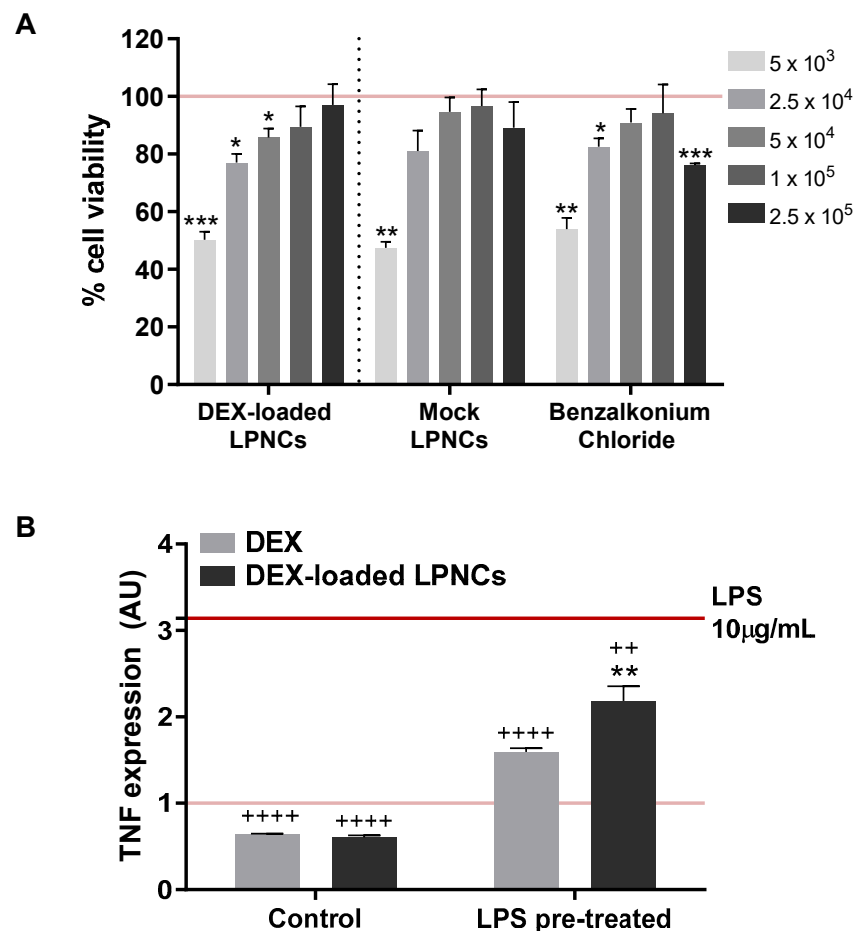 A
% cell viability
120
100
80
60
40
20
0
***
*
*
**
**
*
***
5 x 10³
2.5 x 10⁴
5 x 10⁴
1 x 10⁵
2.5 x 10⁵
DEX-loaded
LPNCs
Mock
LPNCs
Benzalkonium
Chloride
B
TNF expression (AU)
4
3
2
1
0
DEX
DEX-loaded LPNCs
LPS
10µg/mL
++++
++++
++++
++
**
Control
LPS pre-treated